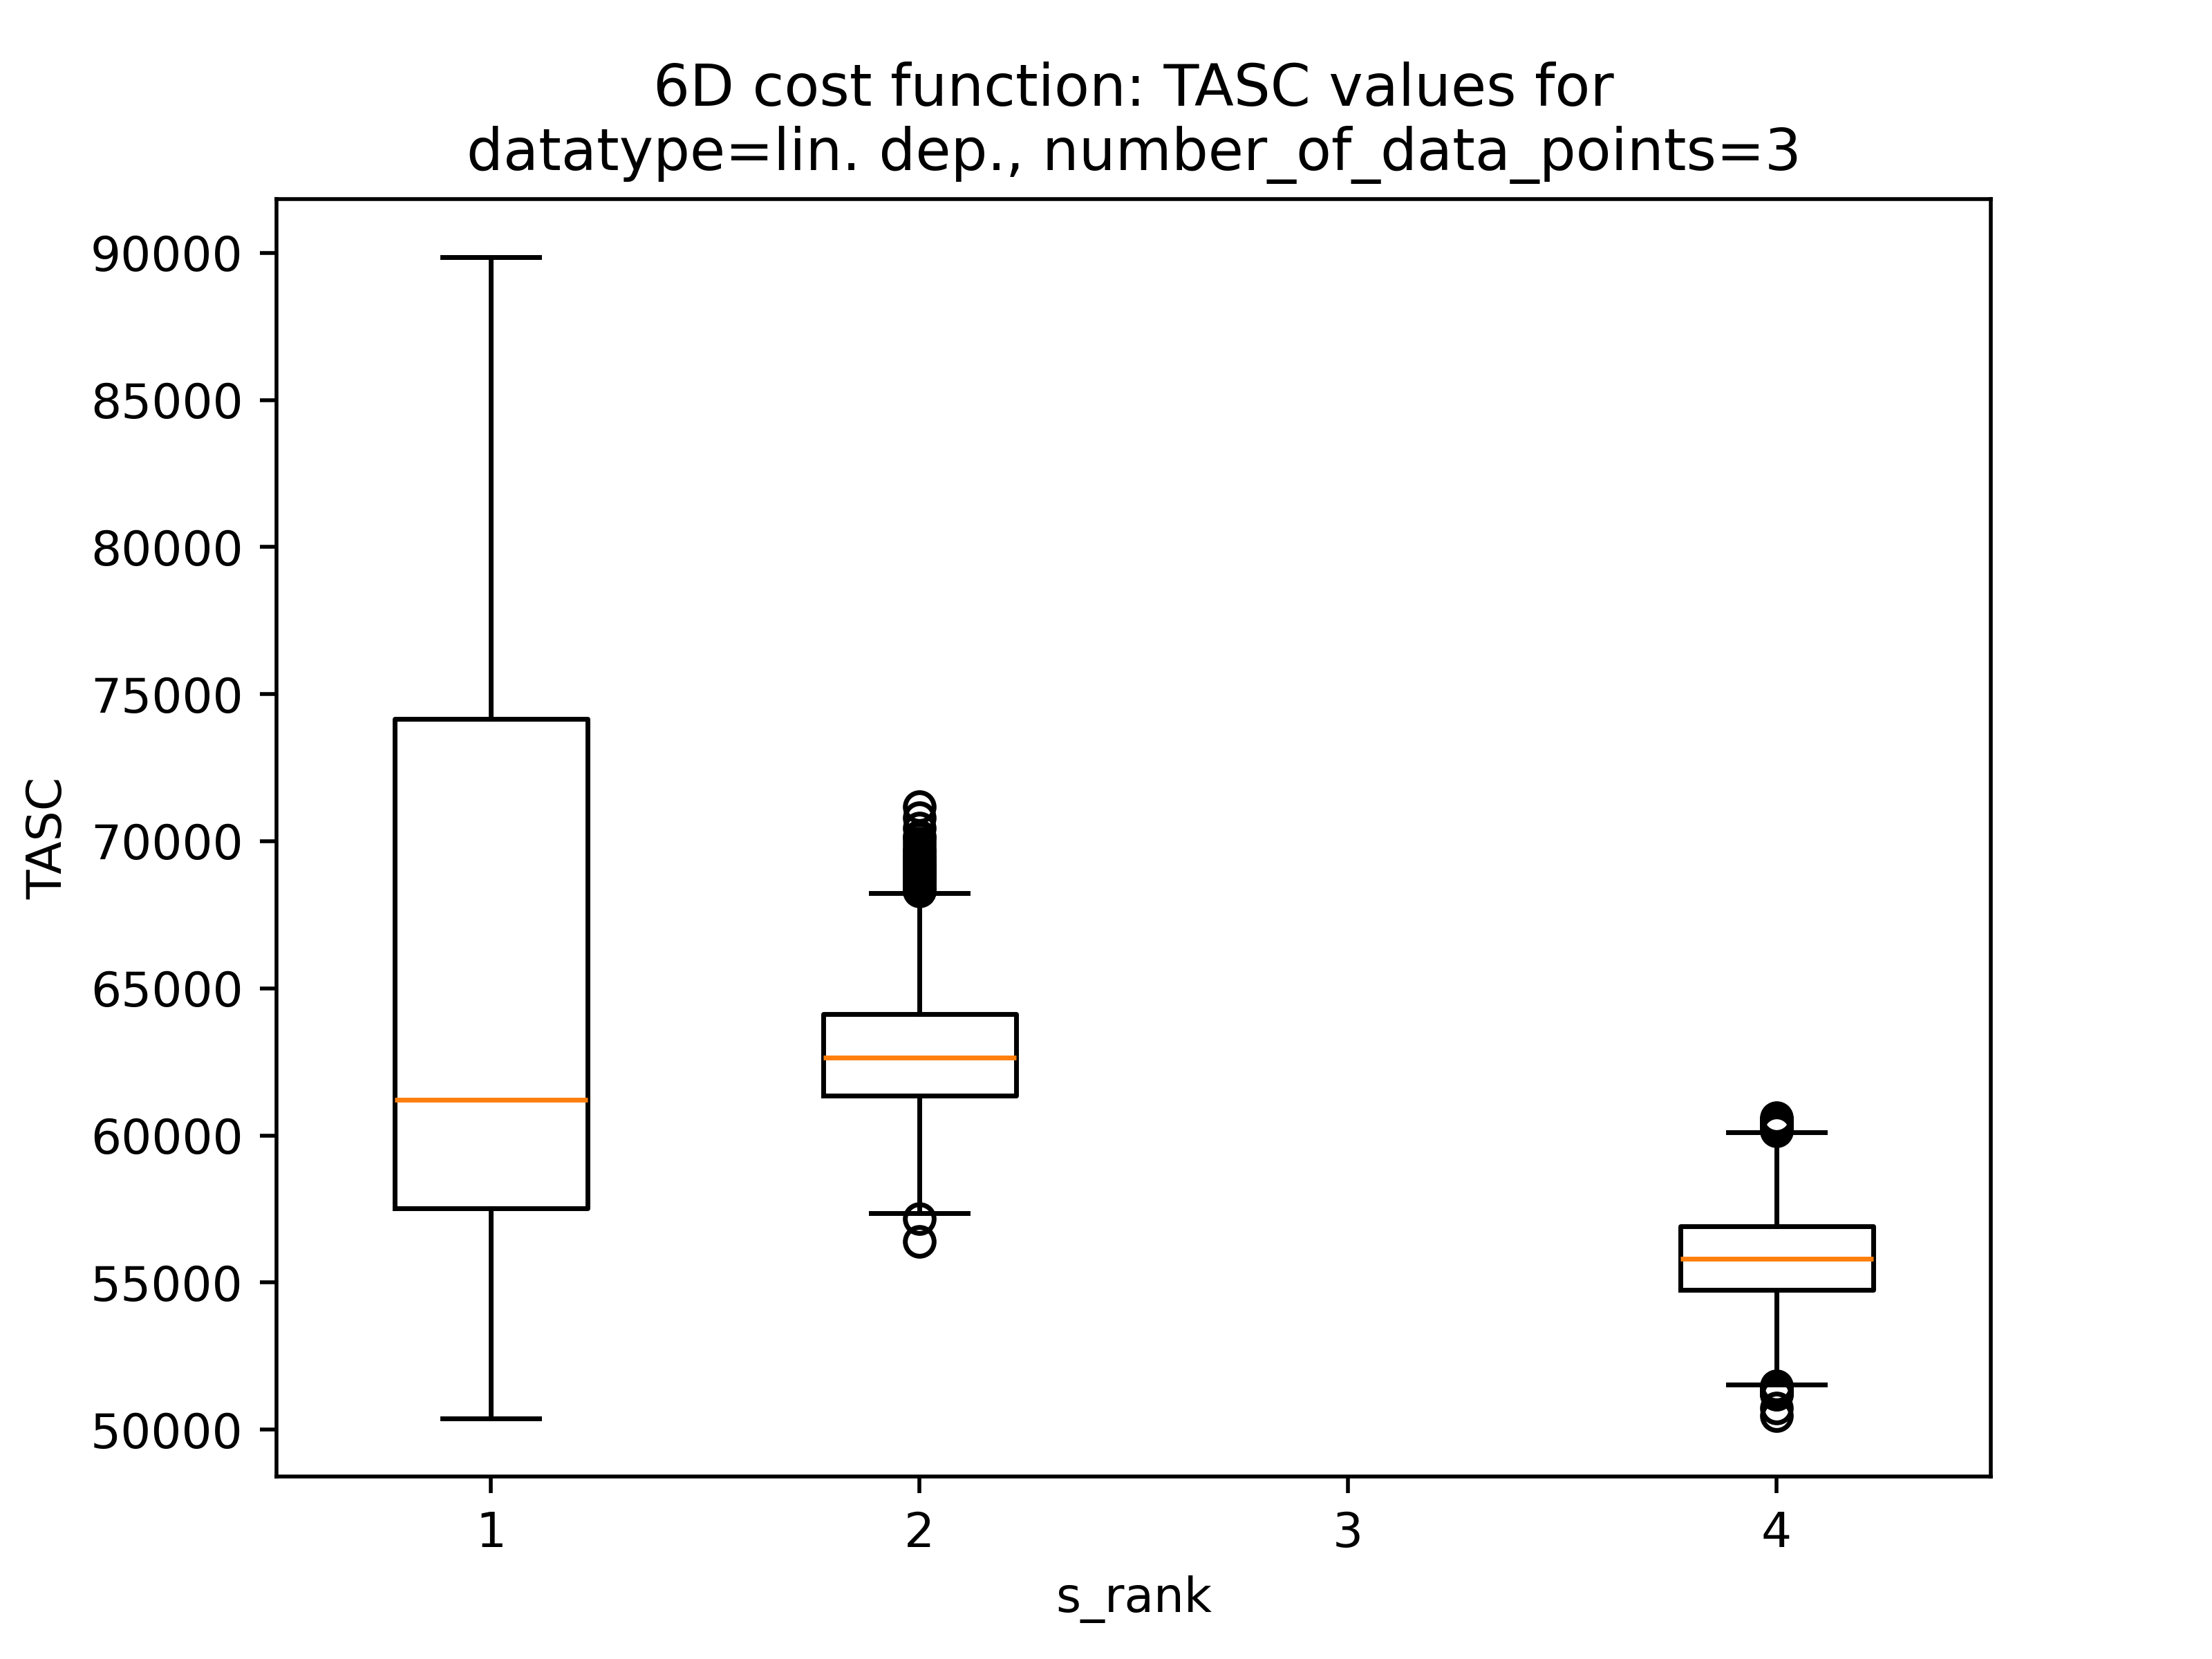 6D cost function: TASC values for
datatype=lin. dep., number_of_data_points=3
90000
85000
80000
75000
70000
65000
60000
55000
50000
TASC
1 2 3 4
s_rank